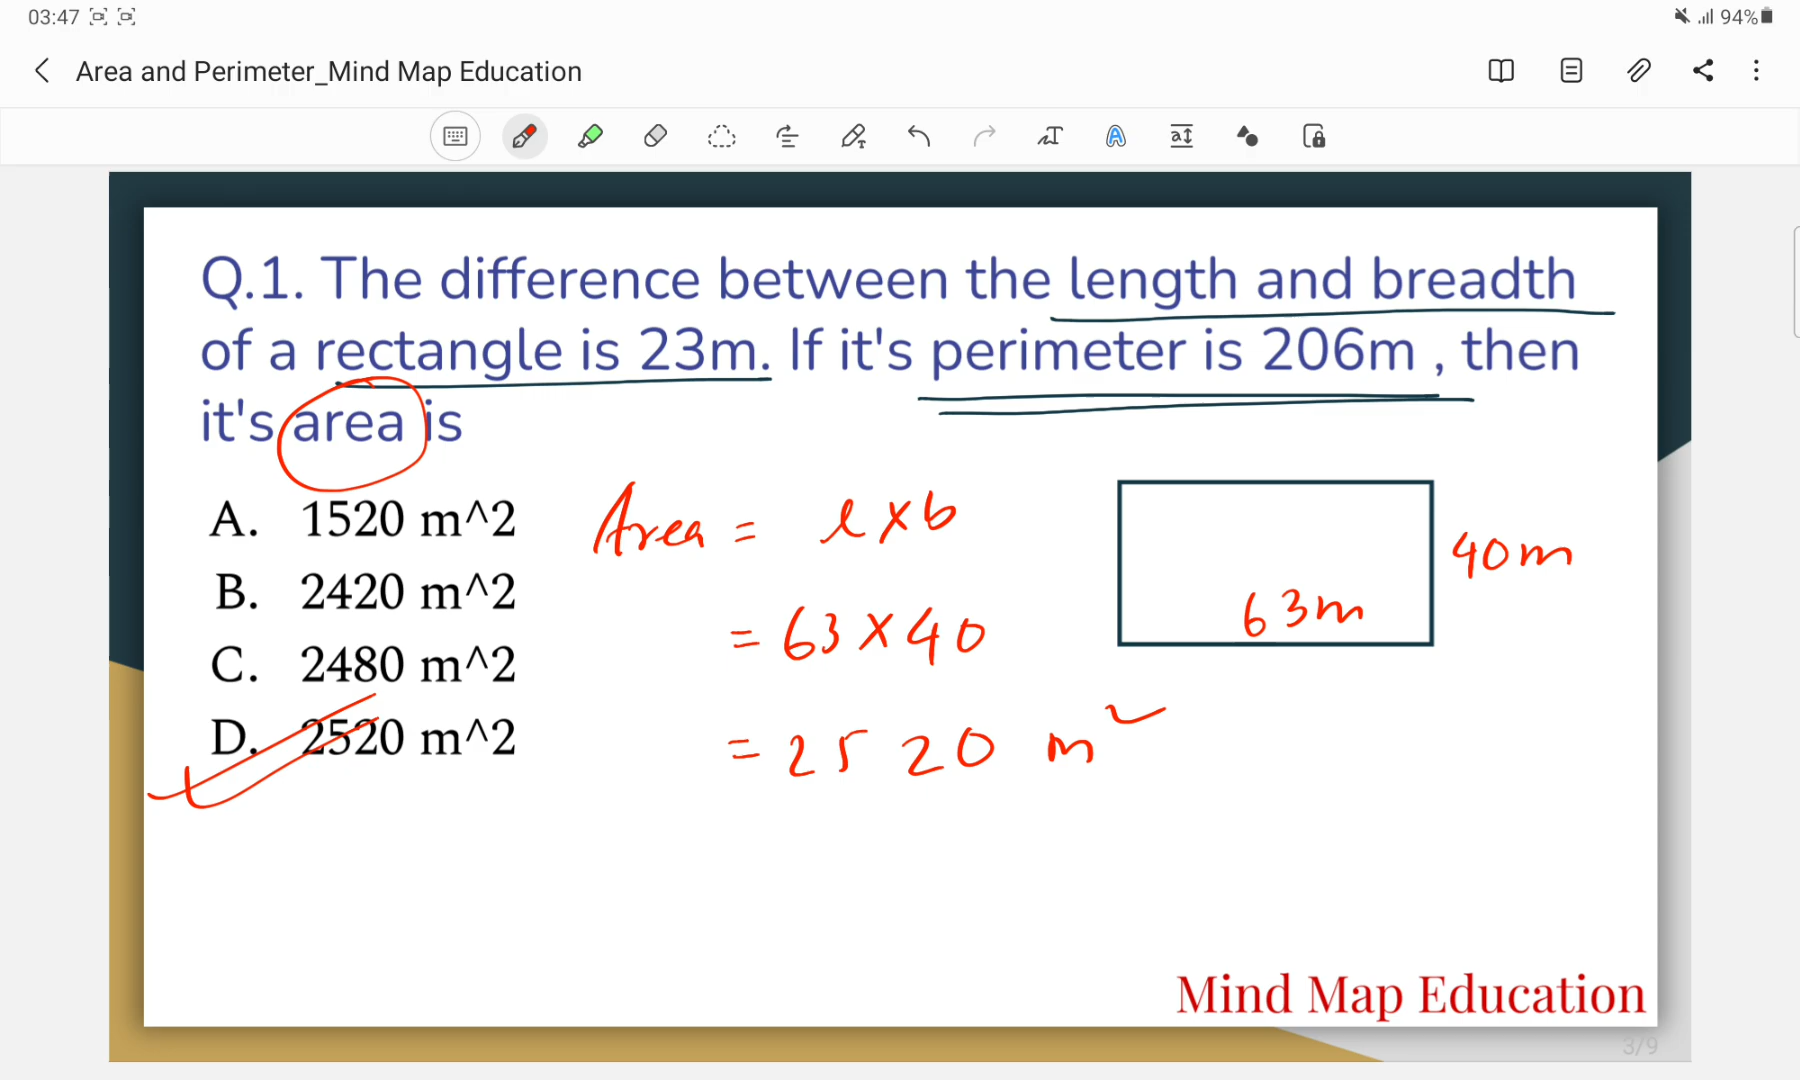 03:47
94%
Area and Perimeter_Mind Map Education
Q.1. The difference between the length and breadth
of a rectangle is 23m. If it's perimeter is 206m , then
it's area is
A. 1520 m^2
B. 2420 m^2
C. 2480 m^2
D. 2520 m^2
Area = l x b
= 63 x 40
= 2520 m²
40m
63m
Mind Map Education
3/9